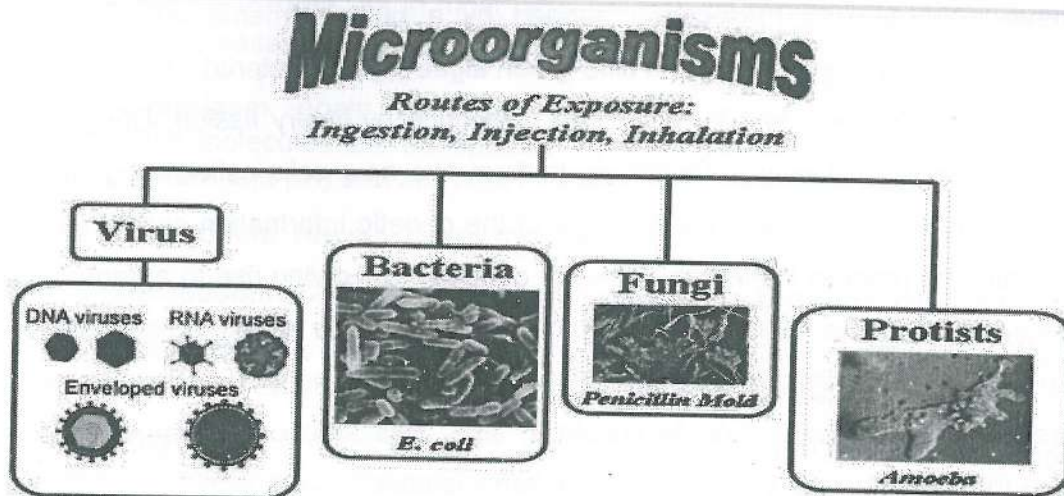 Microorganisms
Routes of Exposure:
Ingestion, Injection, Inhalation
Virus
DNA viruses RNA viruses
Enveloped viruses
Bacteria
E. coli
Fungi
Penicillin Mold
Protists
Amoeba